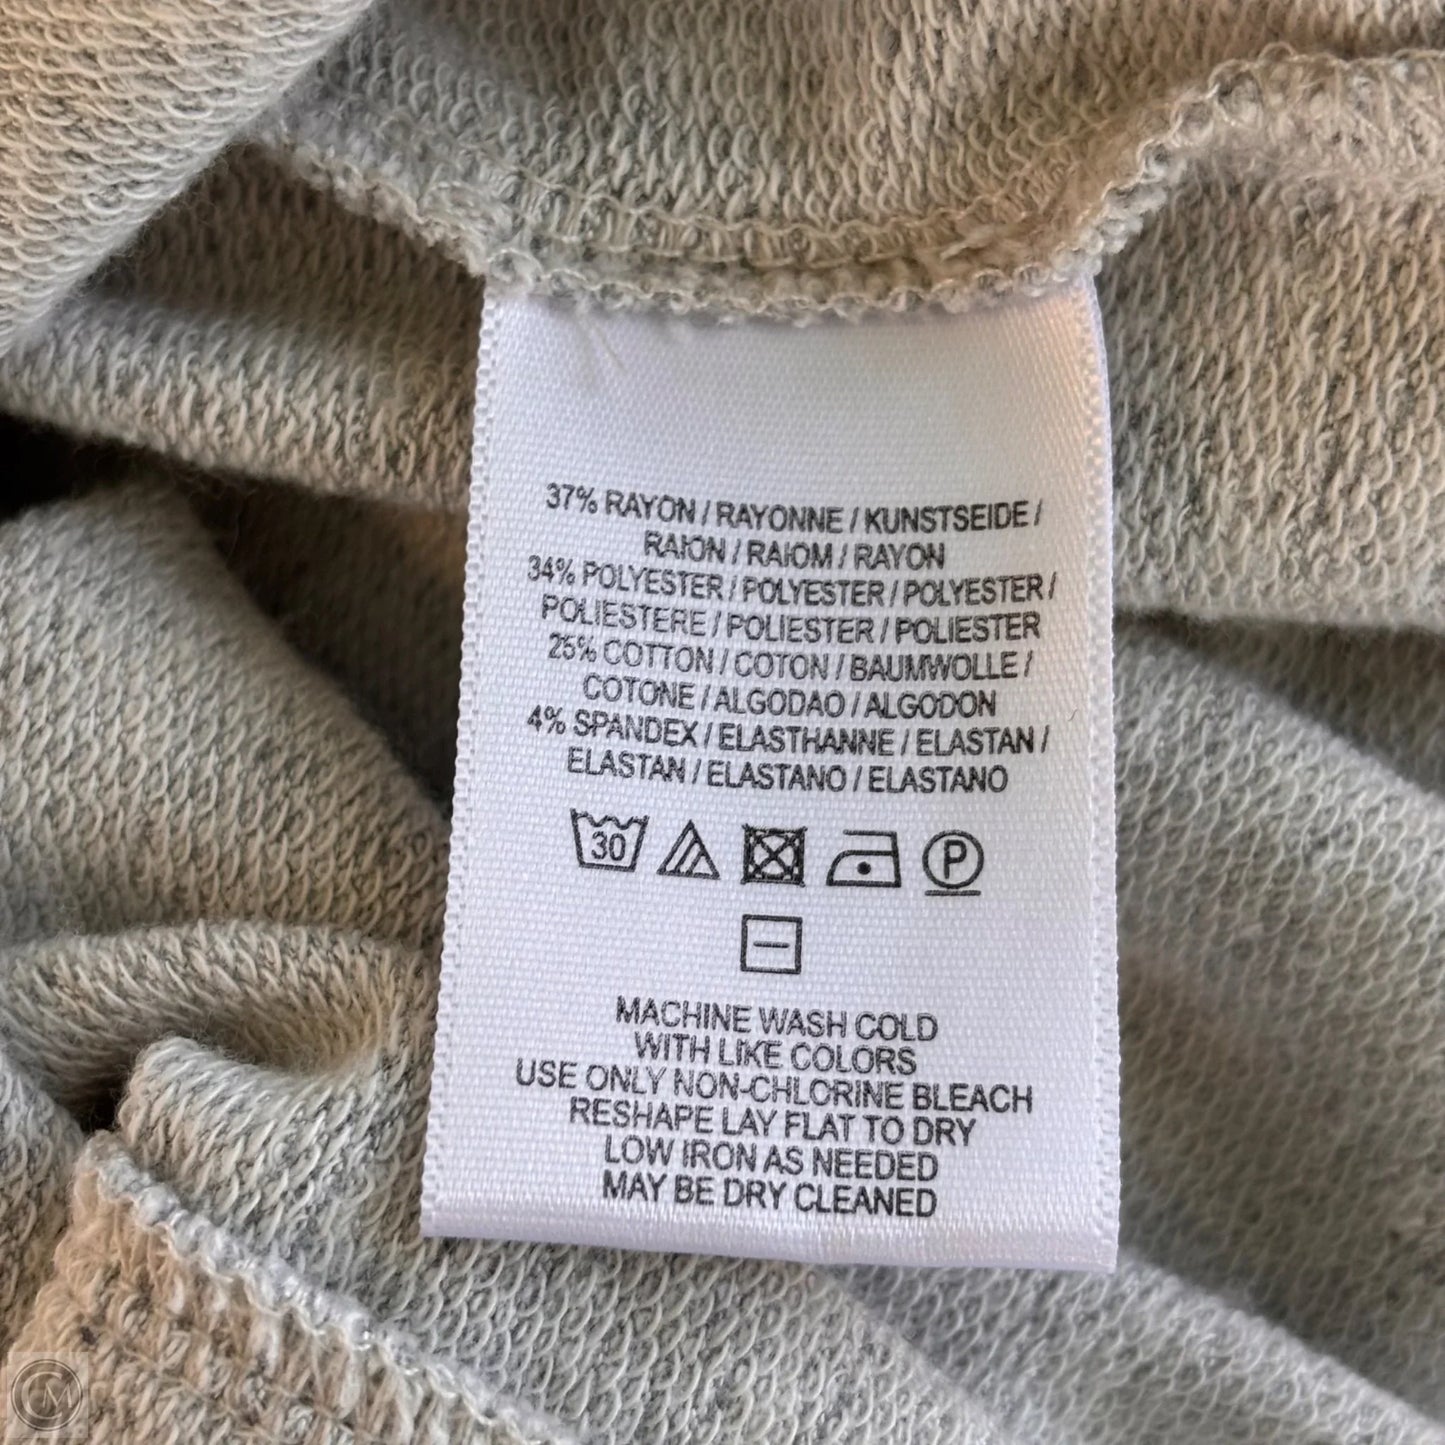 37% RAYON / RAYONNE / KUNSTSEIDE /
RAION / RAIOM / RAYON
34% POLYESTER / POLYESTER / POLYESTER /
POLIESTERE / POLIESTER / POLIESTER
25% COTTON / COTON / BAUMWOLLE /
COTONE / ALGODAO / ALGODON
4% SPANDEX / ELASTHANNE / ELASTAN /
ELASTAN / ELASTANO / ELASTANO
30 P
MACHINE WASH COLD
WITH LIKE COLORS
USE ONLY NON-CHLORINE BLEACH
RESHAPE LAY FLAT TO DRY
LOW IRON AS NEEDED
MAY BE DRY CLEANED